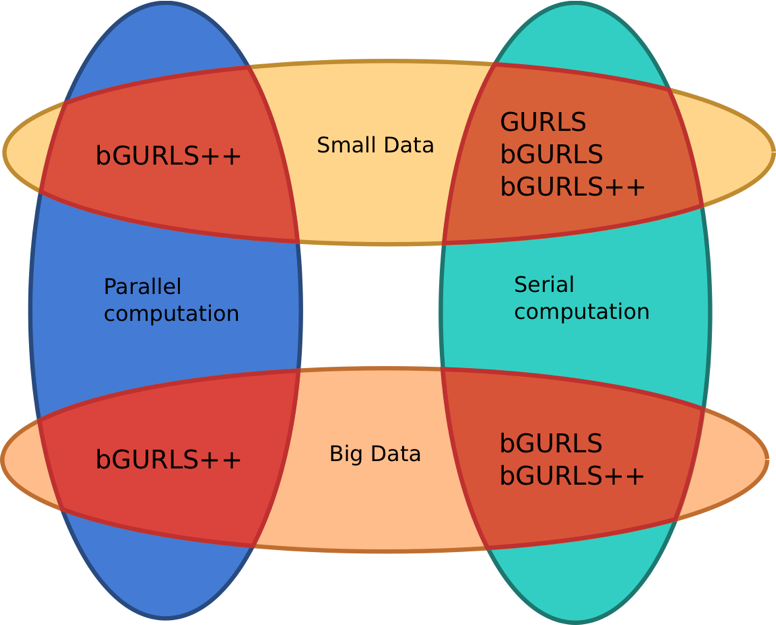 bGURLS++
Small Data
GURLS
bGURLS
bGURLS++
Parallel
computation
Serial
computation
bGURLS++
Big Data
bGURLS
bGURLS++